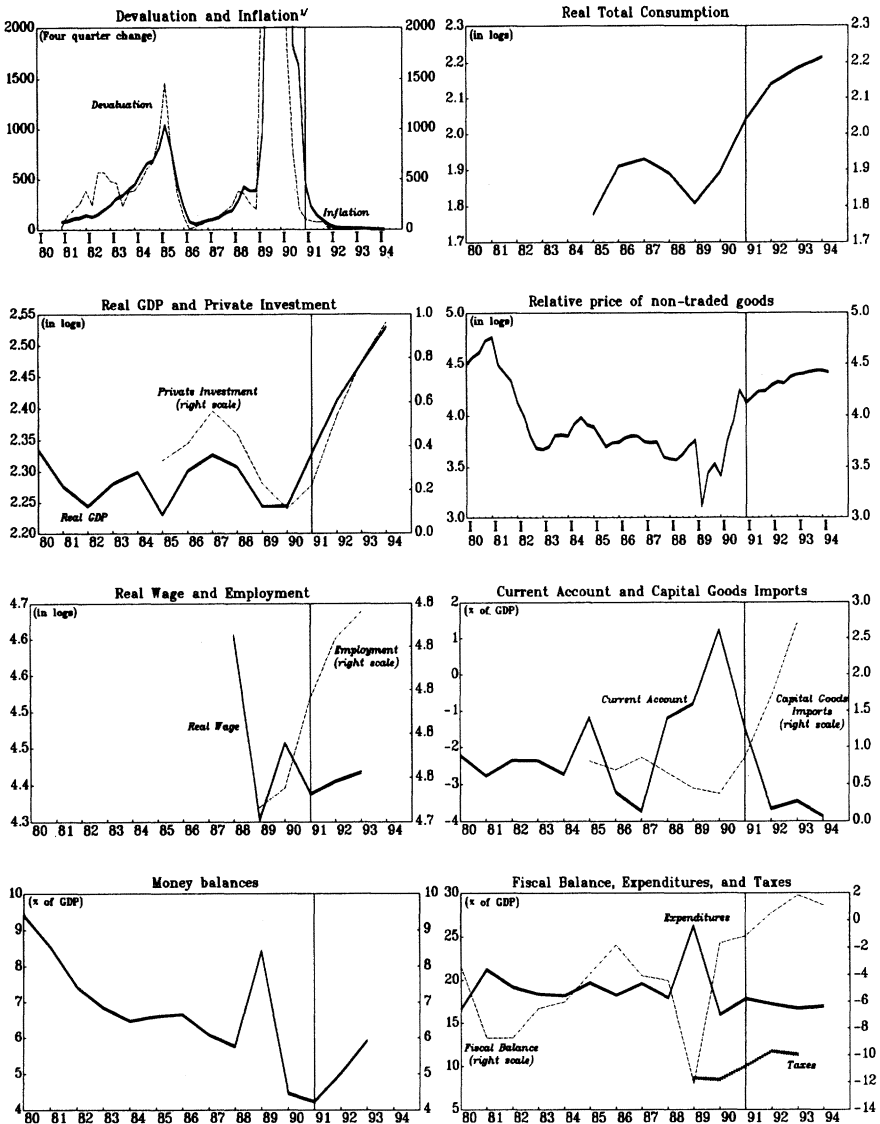 Devaluation and Inflation 1/
(Four quarter change)
2000
1500
1000
500
0
2000
1500
1000
500
0
Devaluation
Inflation
I I I I I I I I I I I I I I I
80 81 82 83 84 85 86 87 88 89 90 91 92 93 94
Real Total Consumption
(in logs)
2.3
2.2
2.1
2.0
1.9
1.8
1.7
2.3
2.2
2.1
2.0
1.9
1.8
1.7
80 81 82 83 84 85 86 87 88 89 90 91 92 93 94
Real GDP and Private Investment
(in logs)
2.55
2.50
2.45
2.40
2.35
2.30
2.25
2.20
1.0
0.8
0.6
0.4
0.2
0.0
Private Investment
(right scale)
Real GDP
80 81 82 83 84 85 86 87 88 89 90 91 92 93 94
Relative price of non-traded goods
(in logs)
5.0
4.5
4.0
3.5
3.0
5.0
4.5
4.0
3.5
3.0
I I I I I I I I I I I I I I I
80 81 82 83 84 85 86 87 88 89 90 91 92 93 94
Real Wage and Employment
(in logs)
4.7
4.6
4.6
4.5
4.5
4.4
4.3
4.8
4.8
4.8
4.8
4.8
4.7
Real Wage
Employment
(right scale)
80 81 82 83 84 85 86 87 88 89 90 91 92 93 94
Current Account and Capital Goods Imports
(% of GDP)
2
1
0
-1
-2
-3
-4
3.0
2.5
2.0
1.5
1.0
0.5
0.0
Current Account
Capital Goods
Imports
(right scale)
80 81 82 83 84 85 86 87 88 89 90 91 92 93 94
Money balances
(% of GDP)
10
9
8
7
6
5
4
10
9
8
7
6
5
4
80 81 82 83 84 85 86 87 88 89 90 91 92 93 94
Fiscal Balance, Expenditures, and Taxes
(% of GDP)
30
25
20
15
10
5
2
0
-2
-4
-6
-8
-10
-12
-14
Expenditures
Fiscal Balance
(right scale)
Taxes
80 81 82 83 84 85 86 87 88 89 90 91 92 93 94